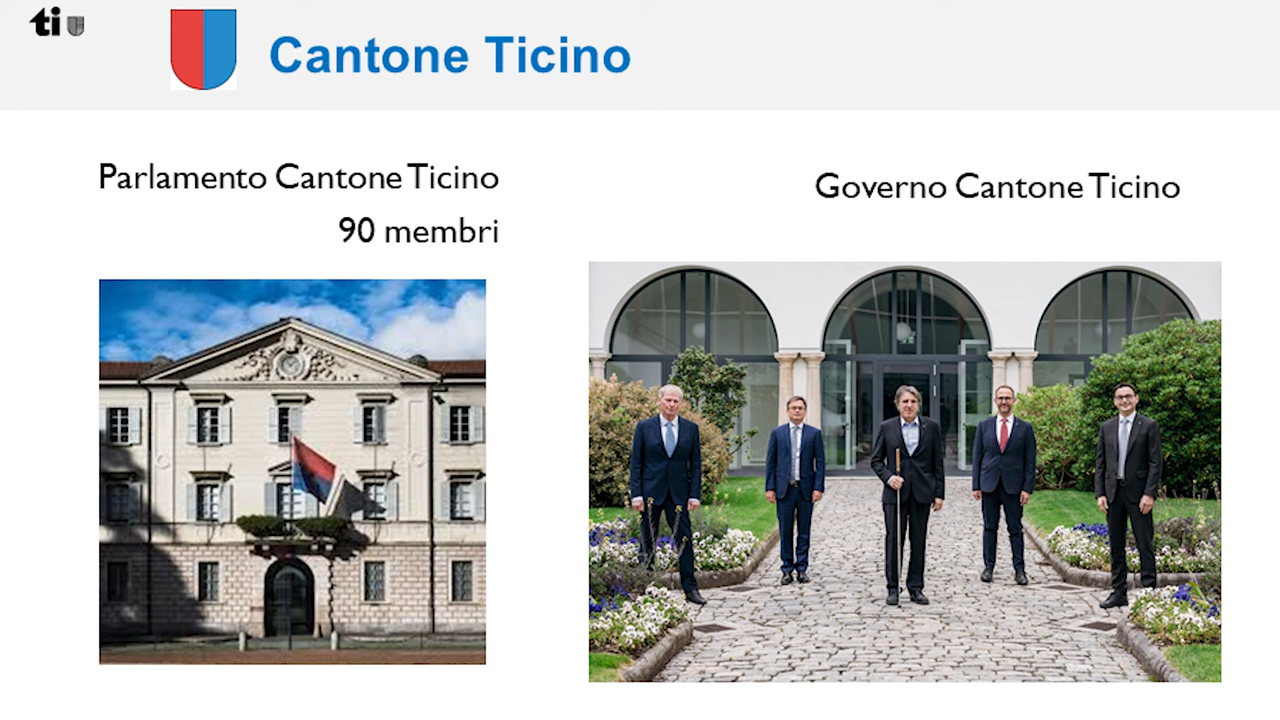 ti
Cantone Ticino
Parlamento Cantone Ticino
90 membri
Governo Cantone Ticino